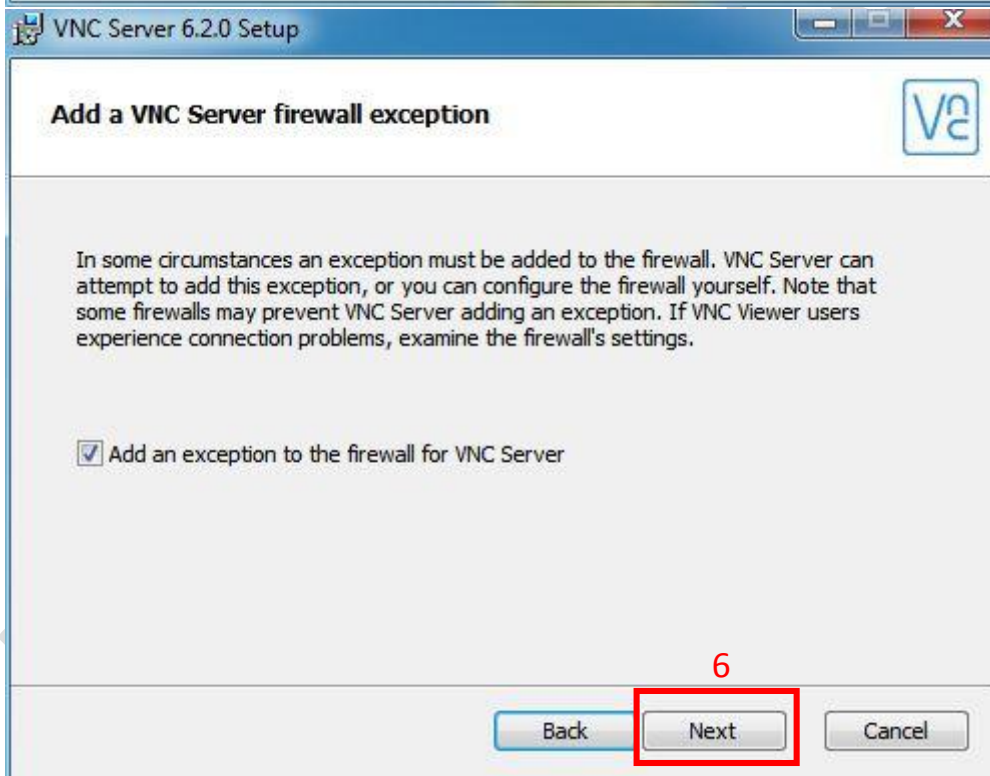 VNC Server 6.2.0 Setup
Add a VNC Server firewall exception
In some circumstances an exception must be added to the firewall. VNC Server can
attempt to add this exception, or you can configure the firewall yourself. Note that
some firewalls may prevent VNC Server adding an exception. If VNC Viewer users
experience connection problems, examine the firewall's settings.
Add an exception to the firewall for VNC Server
6
Back Next Cancel